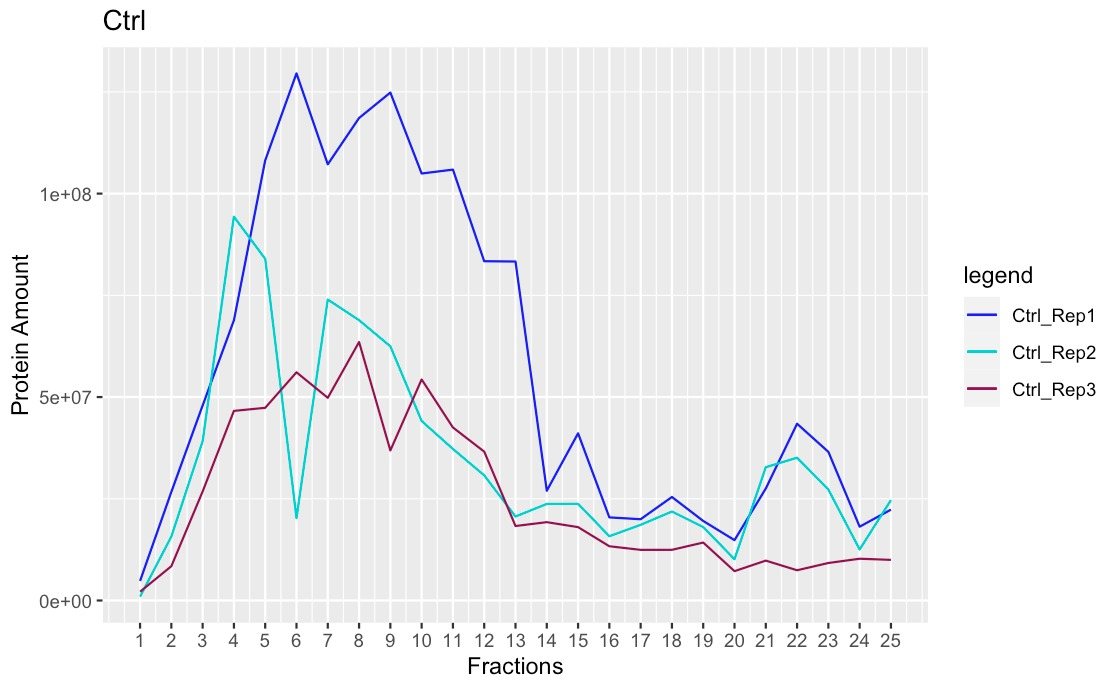 Ctrl
Protein Amount
1e+08
5e+07
0e+00
1 2 3 4 5 6 7 8 9 10 11 12 13 14 15 16 17 18 19 20 21 22 23 24 25
Fractions
legend
Ctrl_Rep1
Ctrl_Rep2
Ctrl_Rep3